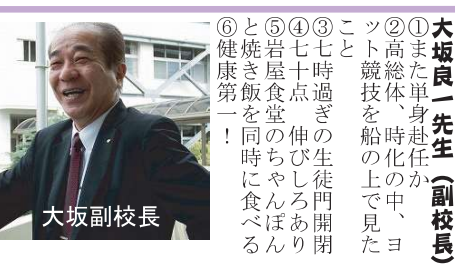 大坂良一先生（副校長）
①また単身赴任か
②高総体、時化の中、ヨ
ット競技を船の上で見た
こと
③七時過ぎの生徒門開閉
④七十点　伸びしろあり
⑤岩屋食堂のちゃんぽん
と焼き飯を同時に食べる
⑥健康第一！
大坂副校長